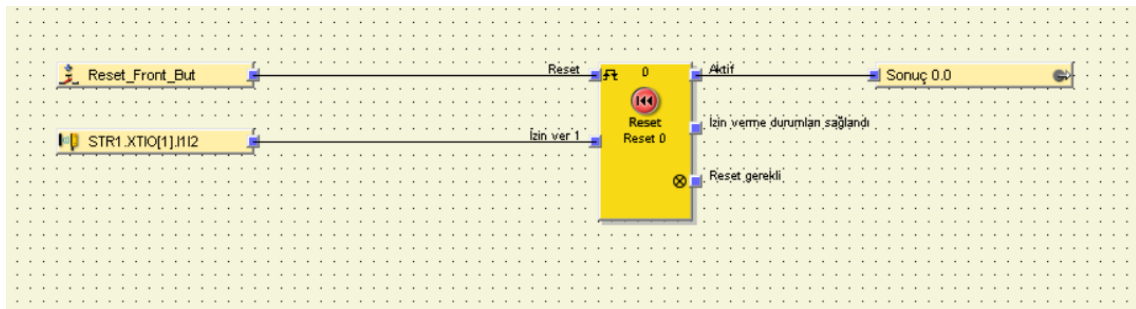 Reset_Front_But
Reset
0
Aktif
Sonuç 0.0
Reset
Reset 0
İzin verme durumları sağlandı
STR1.XTIO[1].I1I2
İzin ver 1
Reset gerekli